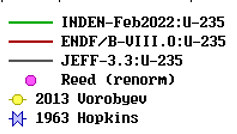 INDEN-Feb2022:U-235
ENDF/B-VIII.0:U-235
JEFF-3.3:U-235
Reed (renorm)
2013 Vorobyev
1963 Hopkins